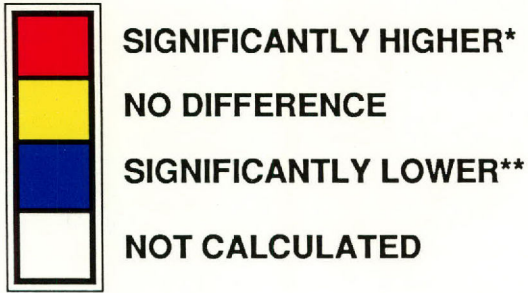 SIGNIFICANTLY HIGHER*
NO DIFFERENCE
SIGNIFICANTLY LOWER**
NOT CALCULATED